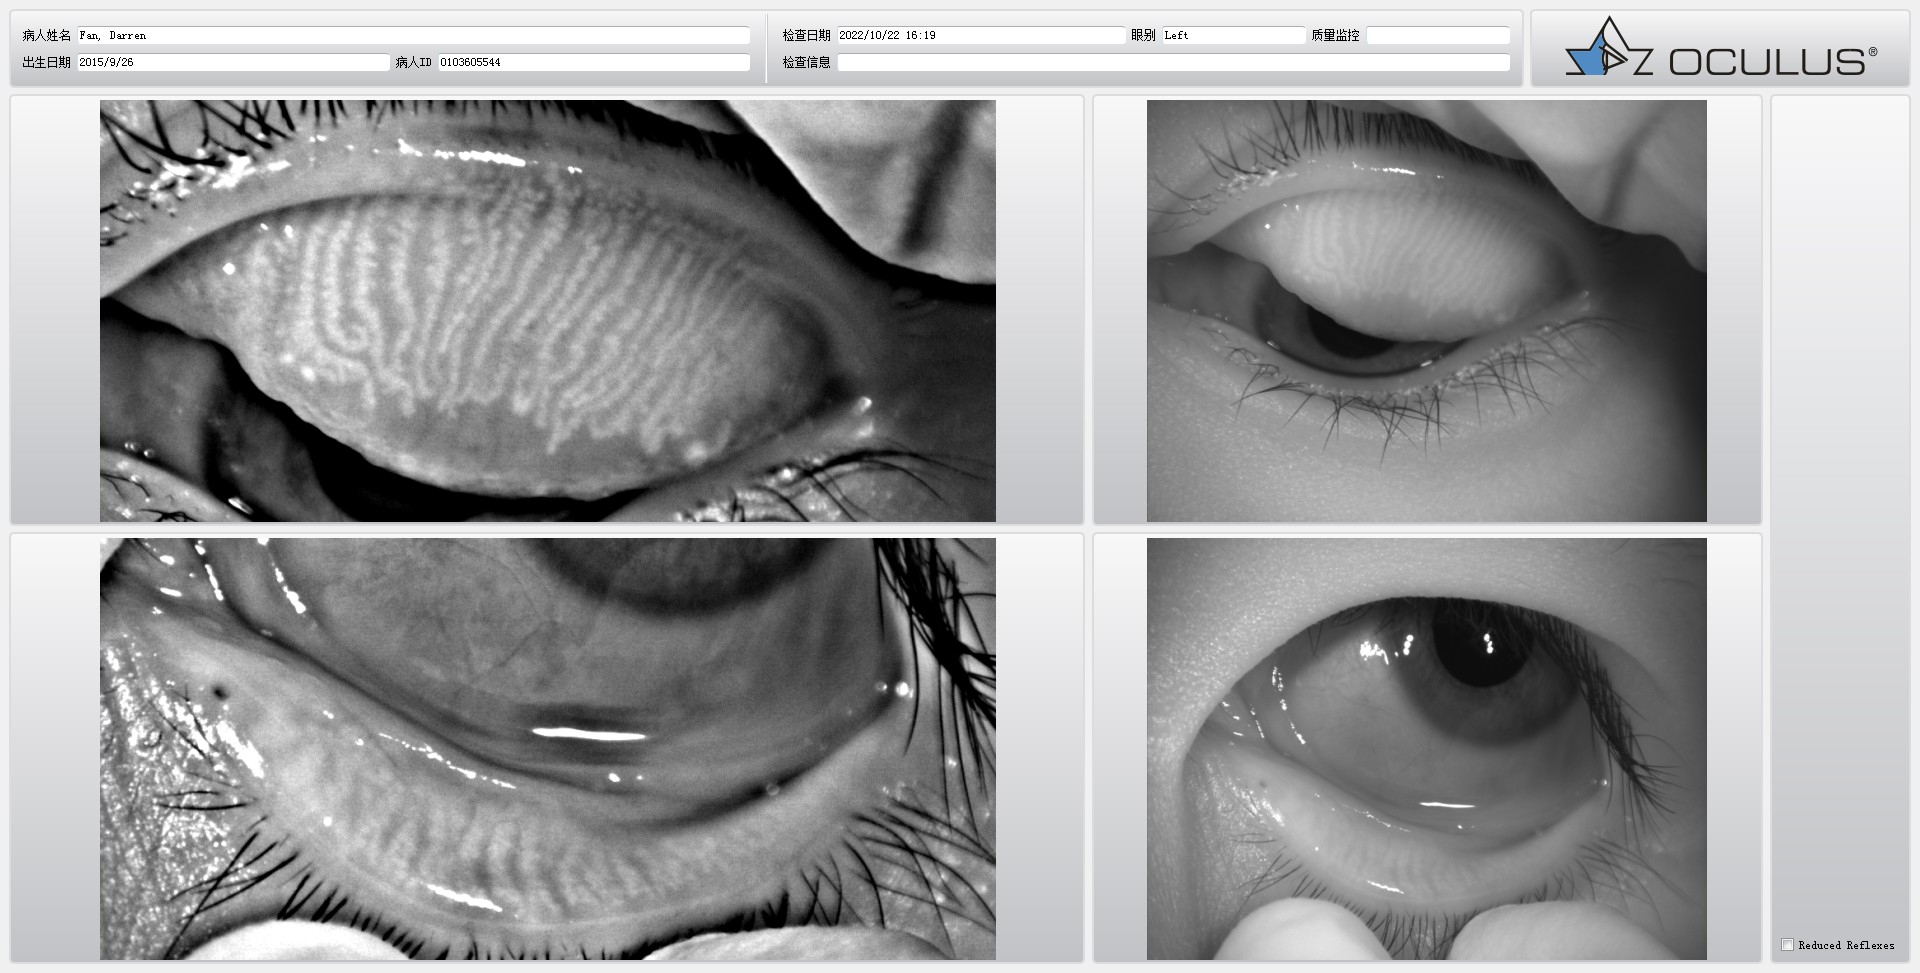 病人姓名 Fan, Darren 检查日期 2022/10/22 16:19 眼别 Left 质量监控
出生日期 2015/9/26 病人ID 0103605544 检查信息
OCULUS®
Reduced Reflexes